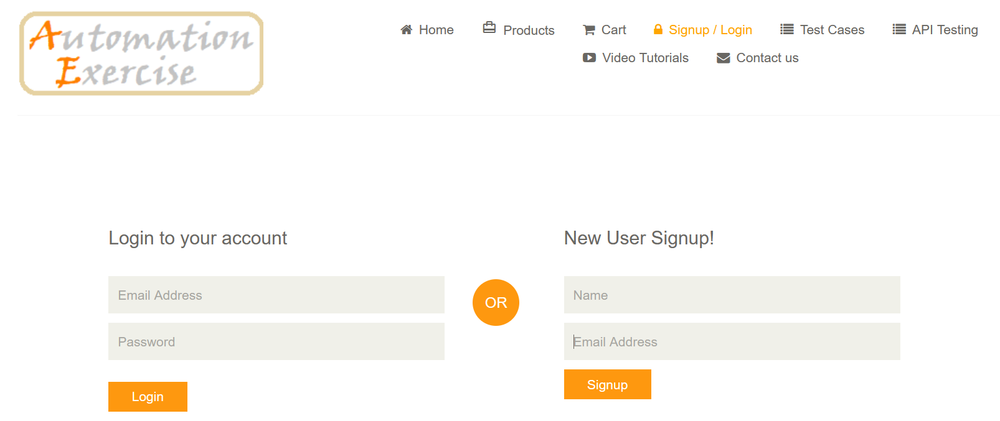 Automation
Exercise
Home Products Cart Signup / Login Test Cases API Testing
Video Tutorials Contact us
Login to your account
Email Address
Password
Login
OR
New User Signup!
Name
Email Address
Signup